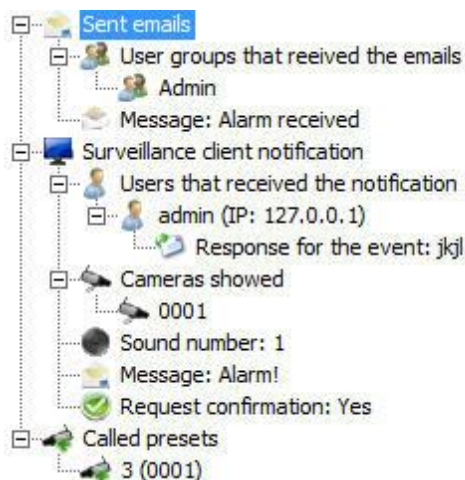 Sent emails
User groups that reeived the emails
Admin
Message: Alarm received
Surveillance client notification
Users that received the notification
admin (IP: 127.0.0.1)
Response for the event: jkjl
Cameras showed
0001
Sound number: 1
Message: Alarm!
Request confirmation: Yes
Called presets
3 (0001)